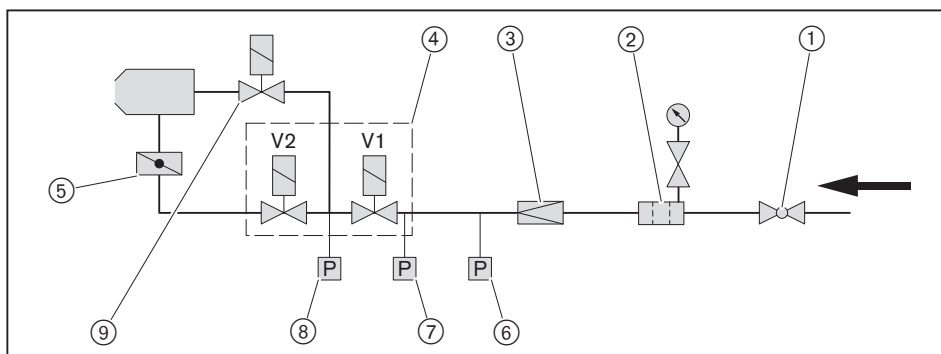 ④ ③ ② ①
V2 V1
⑤
P P P
⑨ ⑧ ⑦ ⑥